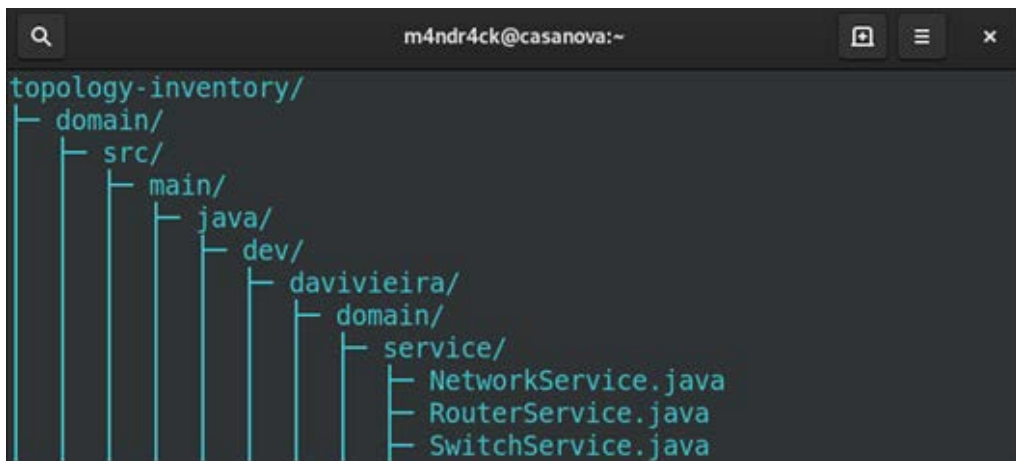 m4ndr4ck@casanova:~
topology-inventory/
domain/
src/
main/
java/
dev/
davivieira/
domain/
service/
NetworkService.java
RouterService.java
SwitchService.java